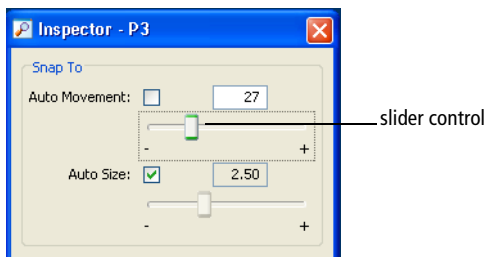 Inspector - P3
Snap To
Auto Movement: 27
slider control
- +
Auto Size: 2.50
- +